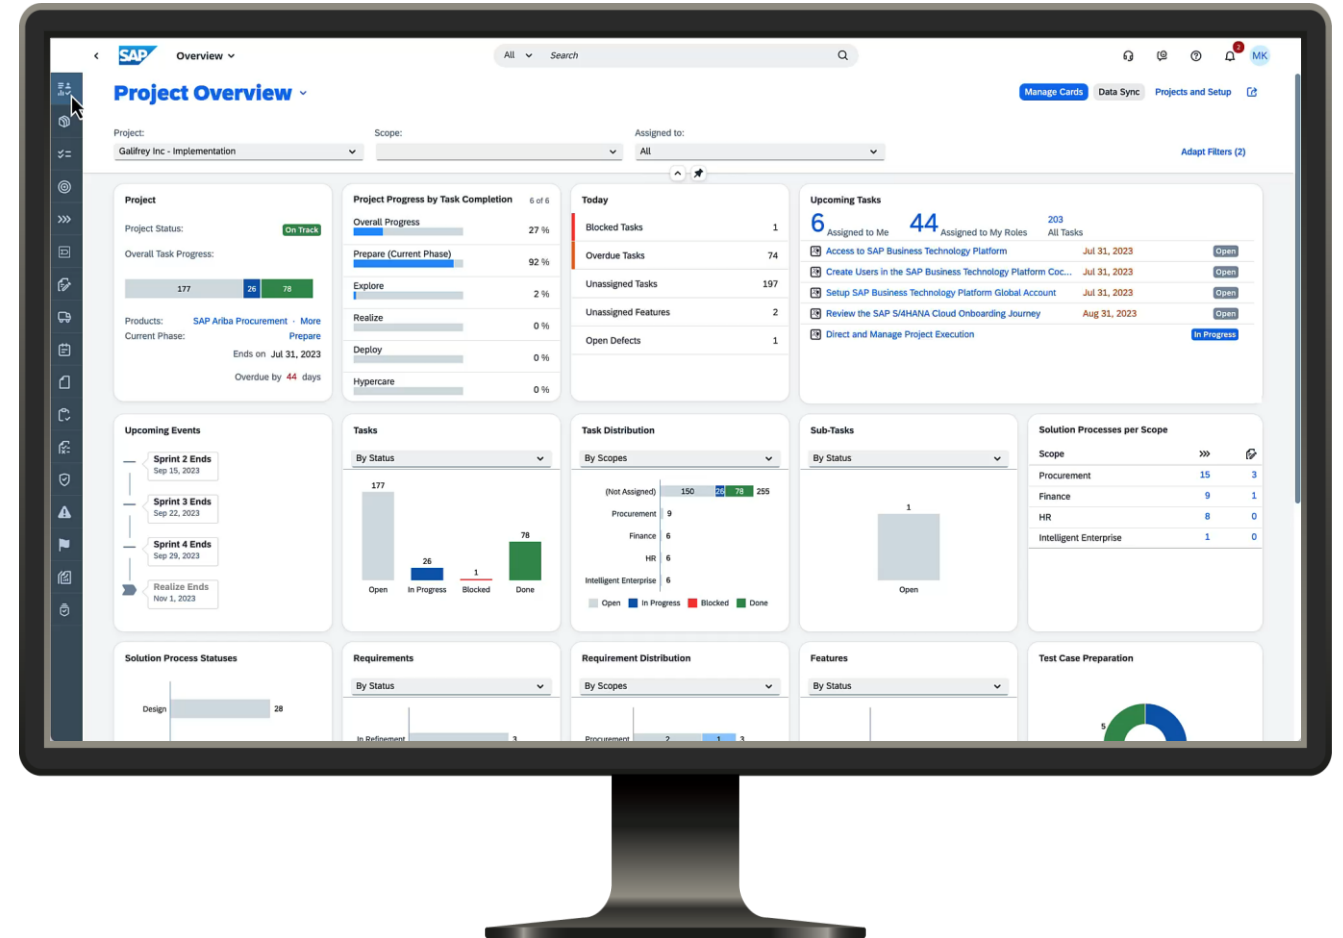 SAP
Overview
All
Search
2
MK
Project Overview
Manage Cards
Data Sync
Projects and Setup
Project:
Scope:
Assigned to:
Galifrey Inc - Implementation
All
Adapt Filters (2)
Project
Project Status:
On Track
Overall Task Progress:
177 26 78
Products: SAP Ariba Procurement · More
Current Phase: Prepare
Ends on Jul 31, 2023
Overdue by 44 days
Project Progress by Task Completion 6 of 6
Overall Progress
27 %
Prepare (Current Phase)
92 %
Explore
2 %
Realize
0 %
Deploy
0 %
Hypercare
0 %
Today
Blocked Tasks 1
Overdue Tasks 74
Unassigned Tasks 197
Unassigned Features 2
Open Defects 1
Upcoming Tasks
6 Assigned to Me
44 Assigned to My Roles
203
All Tasks
Access to SAP Business Technology Platform Jul 31, 2023 Open
Create Users in the SAP Business Technology Platform Coc... Jul 31, 2023 Open
Setup SAP Business Technology Platform Global Account Jul 31, 2023 Open
Review the SAP S/4HANA Cloud Onboarding Journey Aug 31, 2023 Open
Direct and Manage Project Execution In Progress
Upcoming Events
Sprint 2 Ends
Sep 15, 2023
Sprint 3 Ends
Sep 22, 2023
Sprint 4 Ends
Sep 29, 2023
Realize Ends
Nov 1, 2023
Tasks
By Status
177
26
1
78
Open In Progress Blocked Done
Task Distribution
By Scopes
(Not Assigned) 150 26 78 255
Procurement 9
Finance 6
HR 6
Intelligent Enterprise 6
Open In Progress Blocked Done
Sub-Tasks
By Status
1
Open
Solution Processes per Scope
Scope
Procurement 15 3
Finance 9 1
HR 8 0
Intelligent Enterprise 1 0
Solution Process Statuses
Design 28
Requirements
By Status
In Refinement 3
Requirement Distribution
By Scopes
Procurement 2 1 3
Features
By Status
Test Case Preparation
5